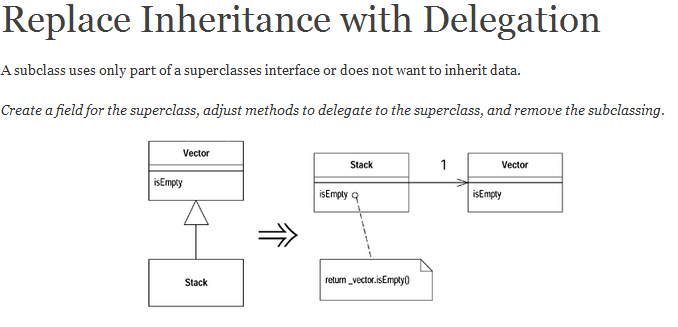 Replace Inheritance with Delegation
A subclass uses only part of a superclasses interface or does not want to inherit data.
Create a field for the superclass, adjust methods to delegate to the superclass, and remove the subclassing.
Vector
isEmpty
Stack
Stack
isEmpty
1
Vector
isEmpty
return _vector.isEmpty()